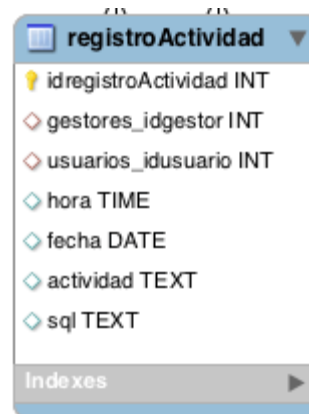 registroActividad
idregistroActividad INT
gestores_idgestor INT
usuarios_idusuario INT
hora TIME
fecha DATE
actividad TEXT
sql TEXT
Indexes